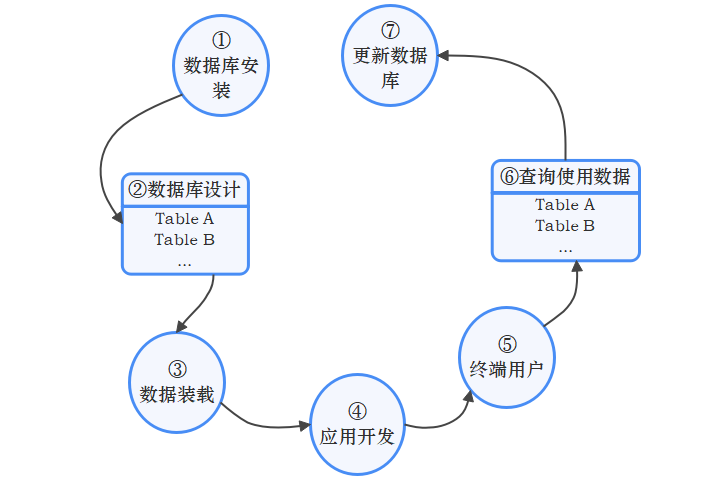 ①
数据库安
装
②数据库设计
Table A
Table B
...
③
数据装载
④
应用开发
⑤
终端用户
⑥查询使用数据
Table A
Table B
...
⑦
更新数据
库